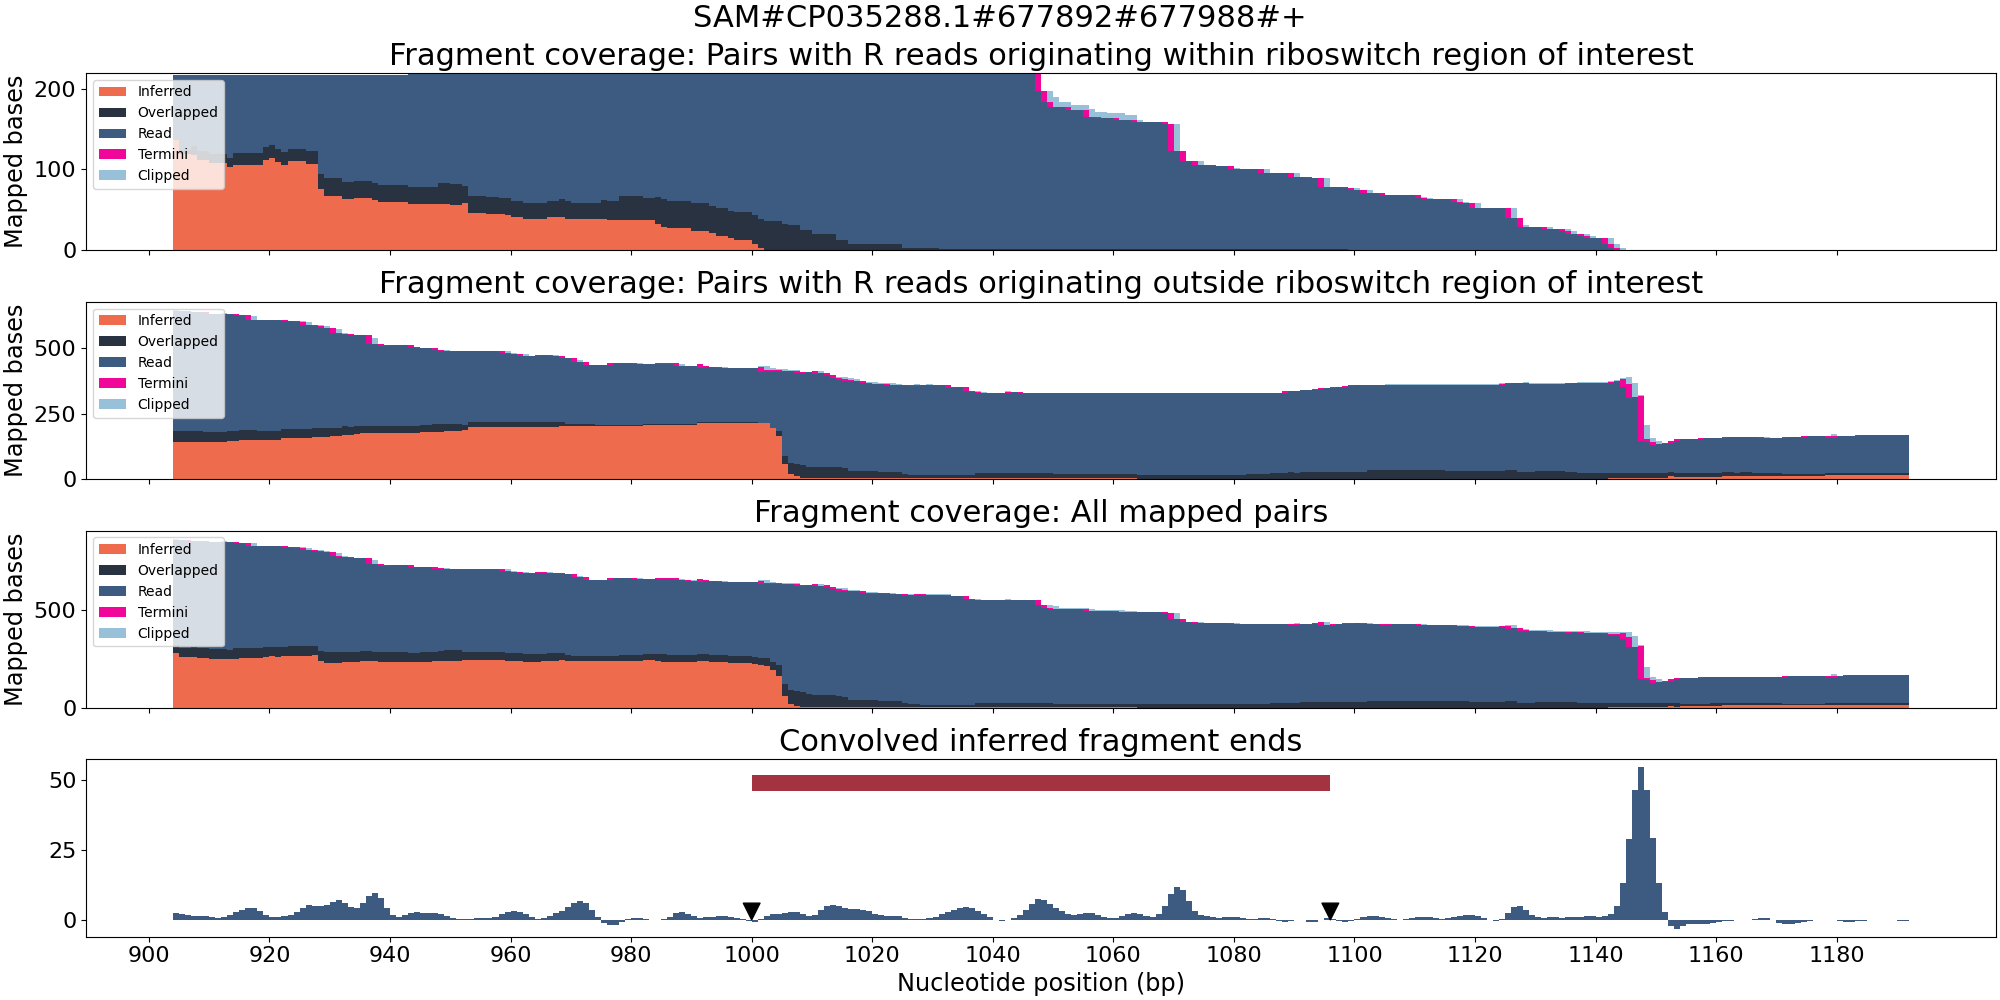 SAM#CP035288.1#677892#677988#+
Fragment coverage: Pairs with R reads originating within riboswitch region of interest
Mapped bases
200
100
0
Inferred
Overlapped
Read
Termini
Clipped
Fragment coverage: Pairs with R reads originating outside riboswitch region of interest
Mapped bases
500
250
0
Inferred
Overlapped
Read
Termini
Clipped
Fragment coverage: All mapped pairs
Mapped bases
500
0
Inferred
Overlapped
Read
Termini
Clipped
Convolved inferred fragment ends
50
25
0
900 920 940 960 980 1000 1020 1040 1060 1080 1100 1120 1140 1160 1180
Nucleotide position (bp)